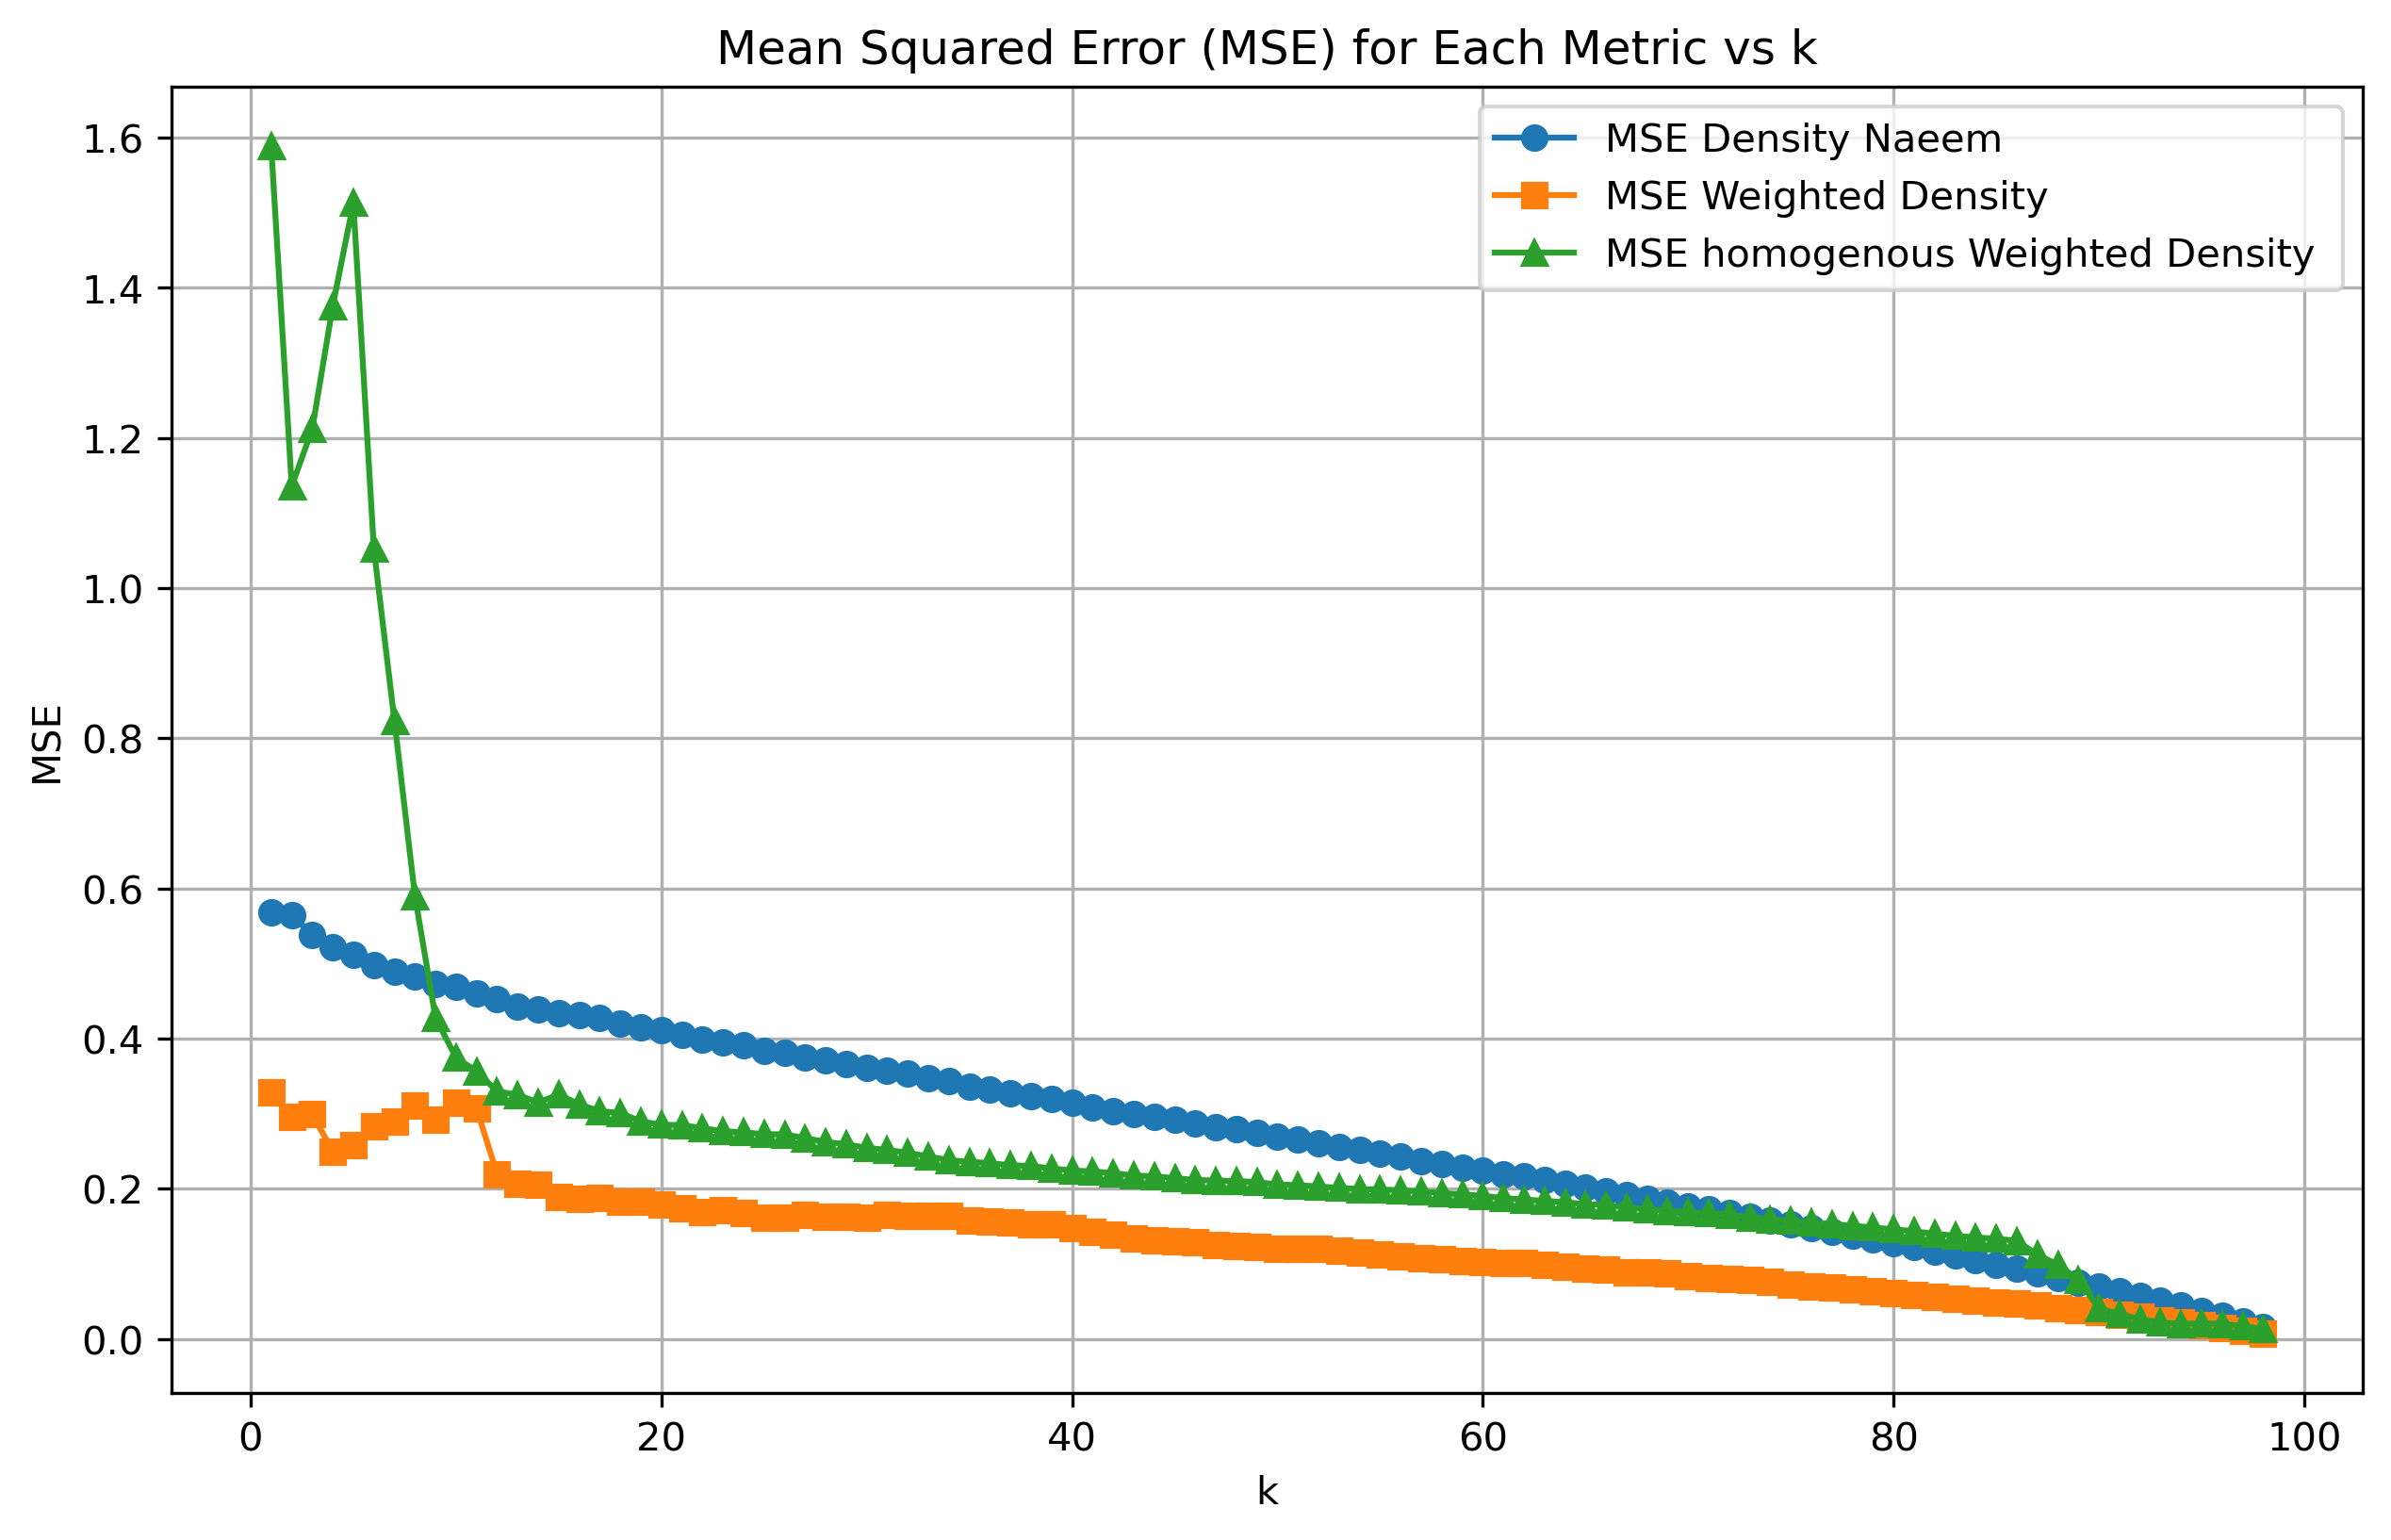 Mean Squared Error (MSE) for Each Metric vs k
MSE Density Naeem
MSE Weighted Density
MSE homogenous Weighted Density
1.6
1.4
1.2
1.0
0.8
0.6
0.4
0.2
0.0
MSE
0 20 40 60 80 100
k